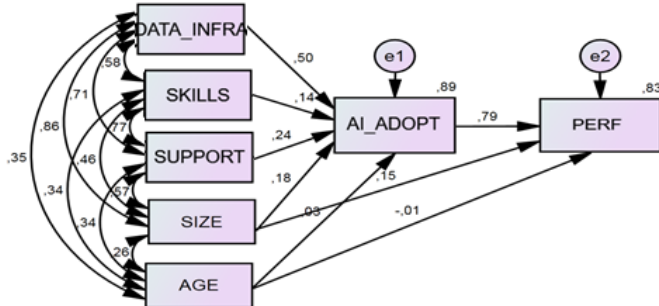 DATA_INFRA
e1
e2
,50
,58
,89
,83
SKILLS
,14
,71
AI_ADOPT
,79
PERF
,86
,77
,24
SUPPORT
,35
,46
,18
,15
,57
,34
SIZE
,03
-,01
,34
,26
AGE